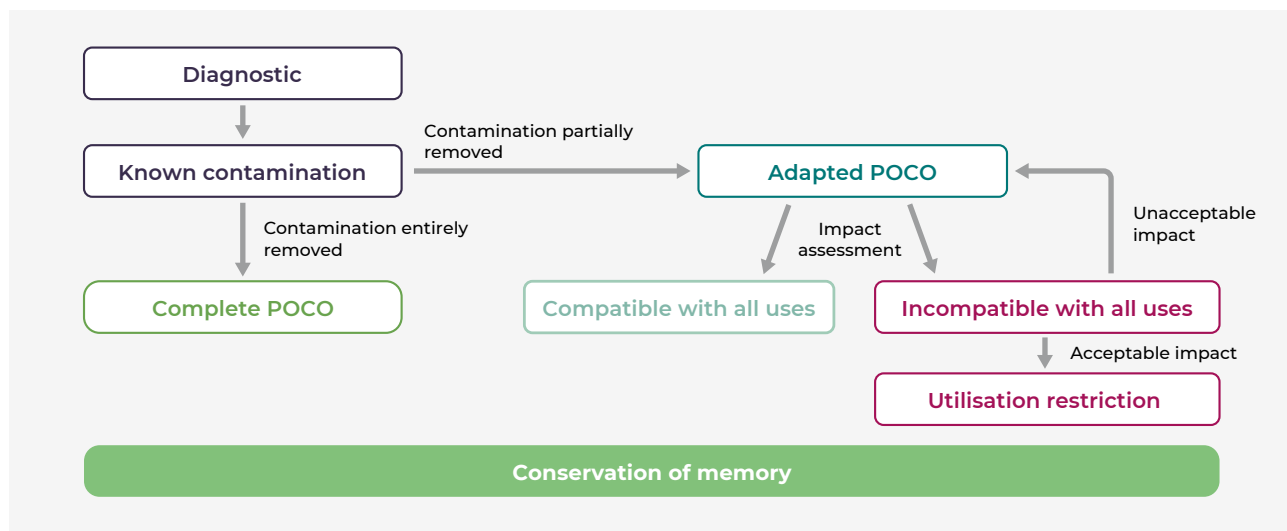 Diagnostic
Contamination partially
removed
Known contamination
Adapted POCO
Contamination entirely
removed
Impact
assessment
Unacceptable
impact
Complete POCO
Compatible with all uses
Incompatible with all uses
Acceptable impact
Utilisation restriction
Conservation of memory